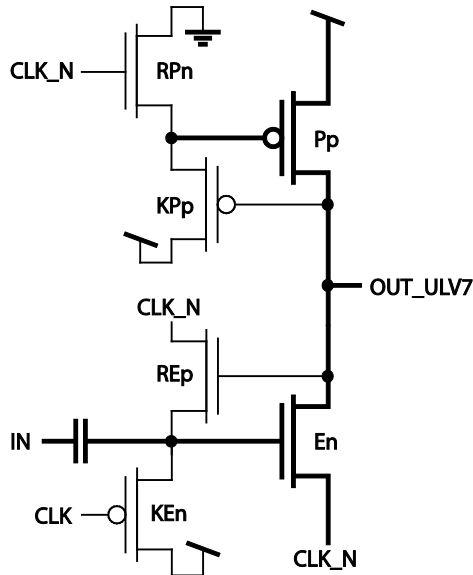 RPn
CLK_N
Pp
KPp
OUT_ULV7
CLK_N
REp
IN
En
CLK
KEn
CLK_N